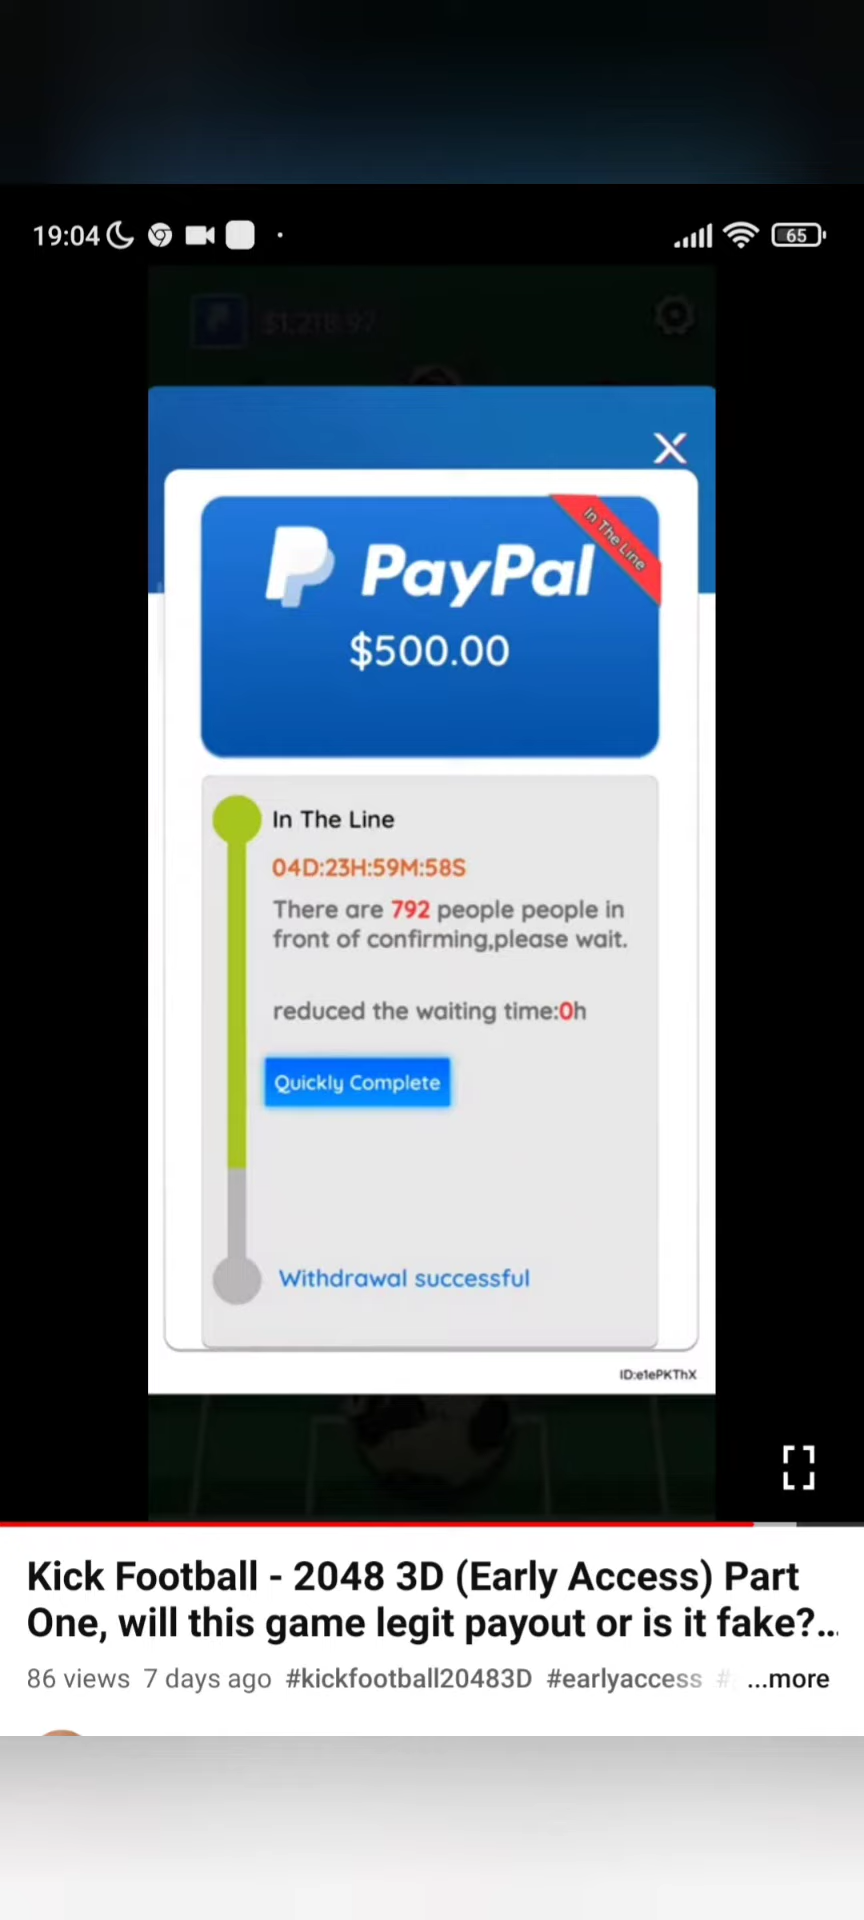 19:04
65
$1,218.97
In The Line
PayPal
$500.00
In The Line
04D:23H:59M:58S
There are 792 people people in
front of confirming,please wait.
reduced the waiting time:0h
Quickly Complete
Withdrawal successful
ID:e1ePKThX
Kick Football - 2048 3D (Early Access) Part
One, will this game legit payout or is it fake?...
86 views 7 days ago #kickfootball20483D #earlyaccess # ...more